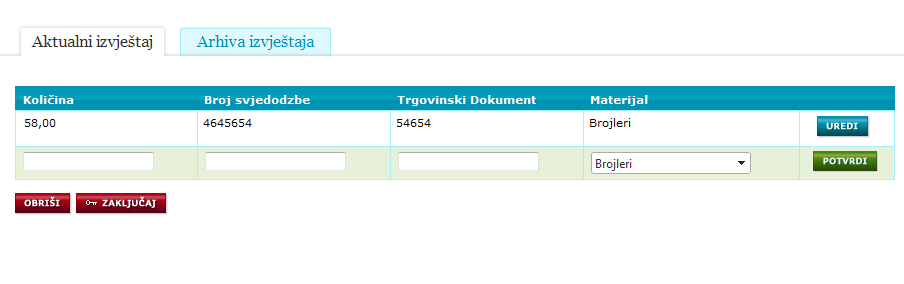 Aktualni izvještaj Arhiva izvještaja
Količina Broj svjedodzbe Trgovinski Dokument Materijal
58,00 4645654 54654 Brojleri UREDI
Brojleri POTVRDI
OBRIŠI ZAKLJUČAJ